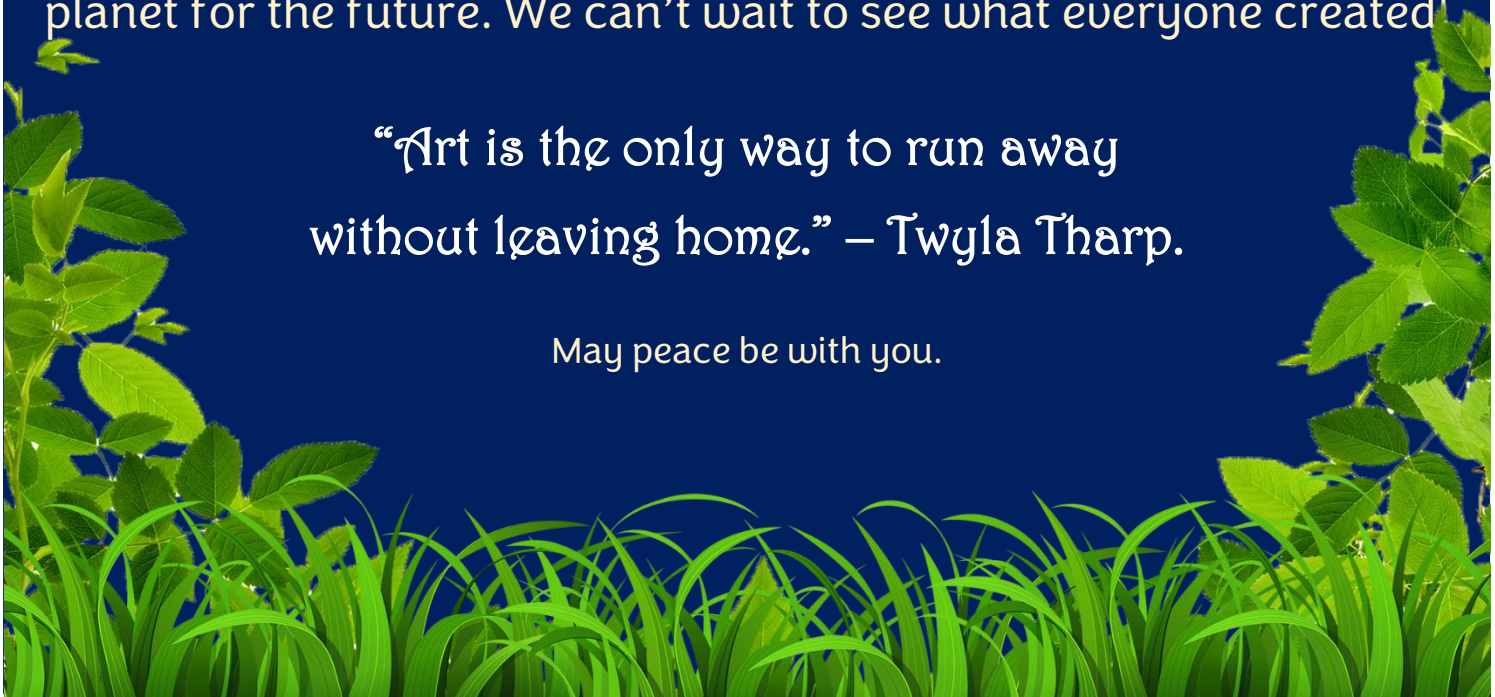 planet for the future. We can’t wait to see what everyone created!
“Art is the only way to run away
without leaving home.” – Twyla Tharp.
May peace be with you.